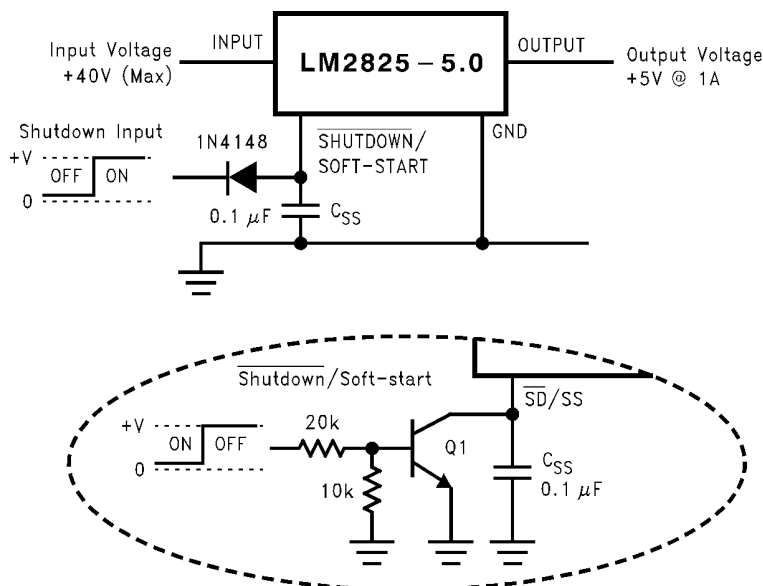 Input Voltage
+40V (Max)
INPUT
LM2825 – 5.0
OUTPUT
Output Voltage
+5V @ 1A
Shutdown Input
+V
OFF
ON
0
1N4148
SHUTDOWN/
SOFT-START
GND
0.1 μF
CSS
Shutdown/Soft-start
SD/SS
+V
ON
OFF
0
20k
10k
Q1
CSS
0.1 μF